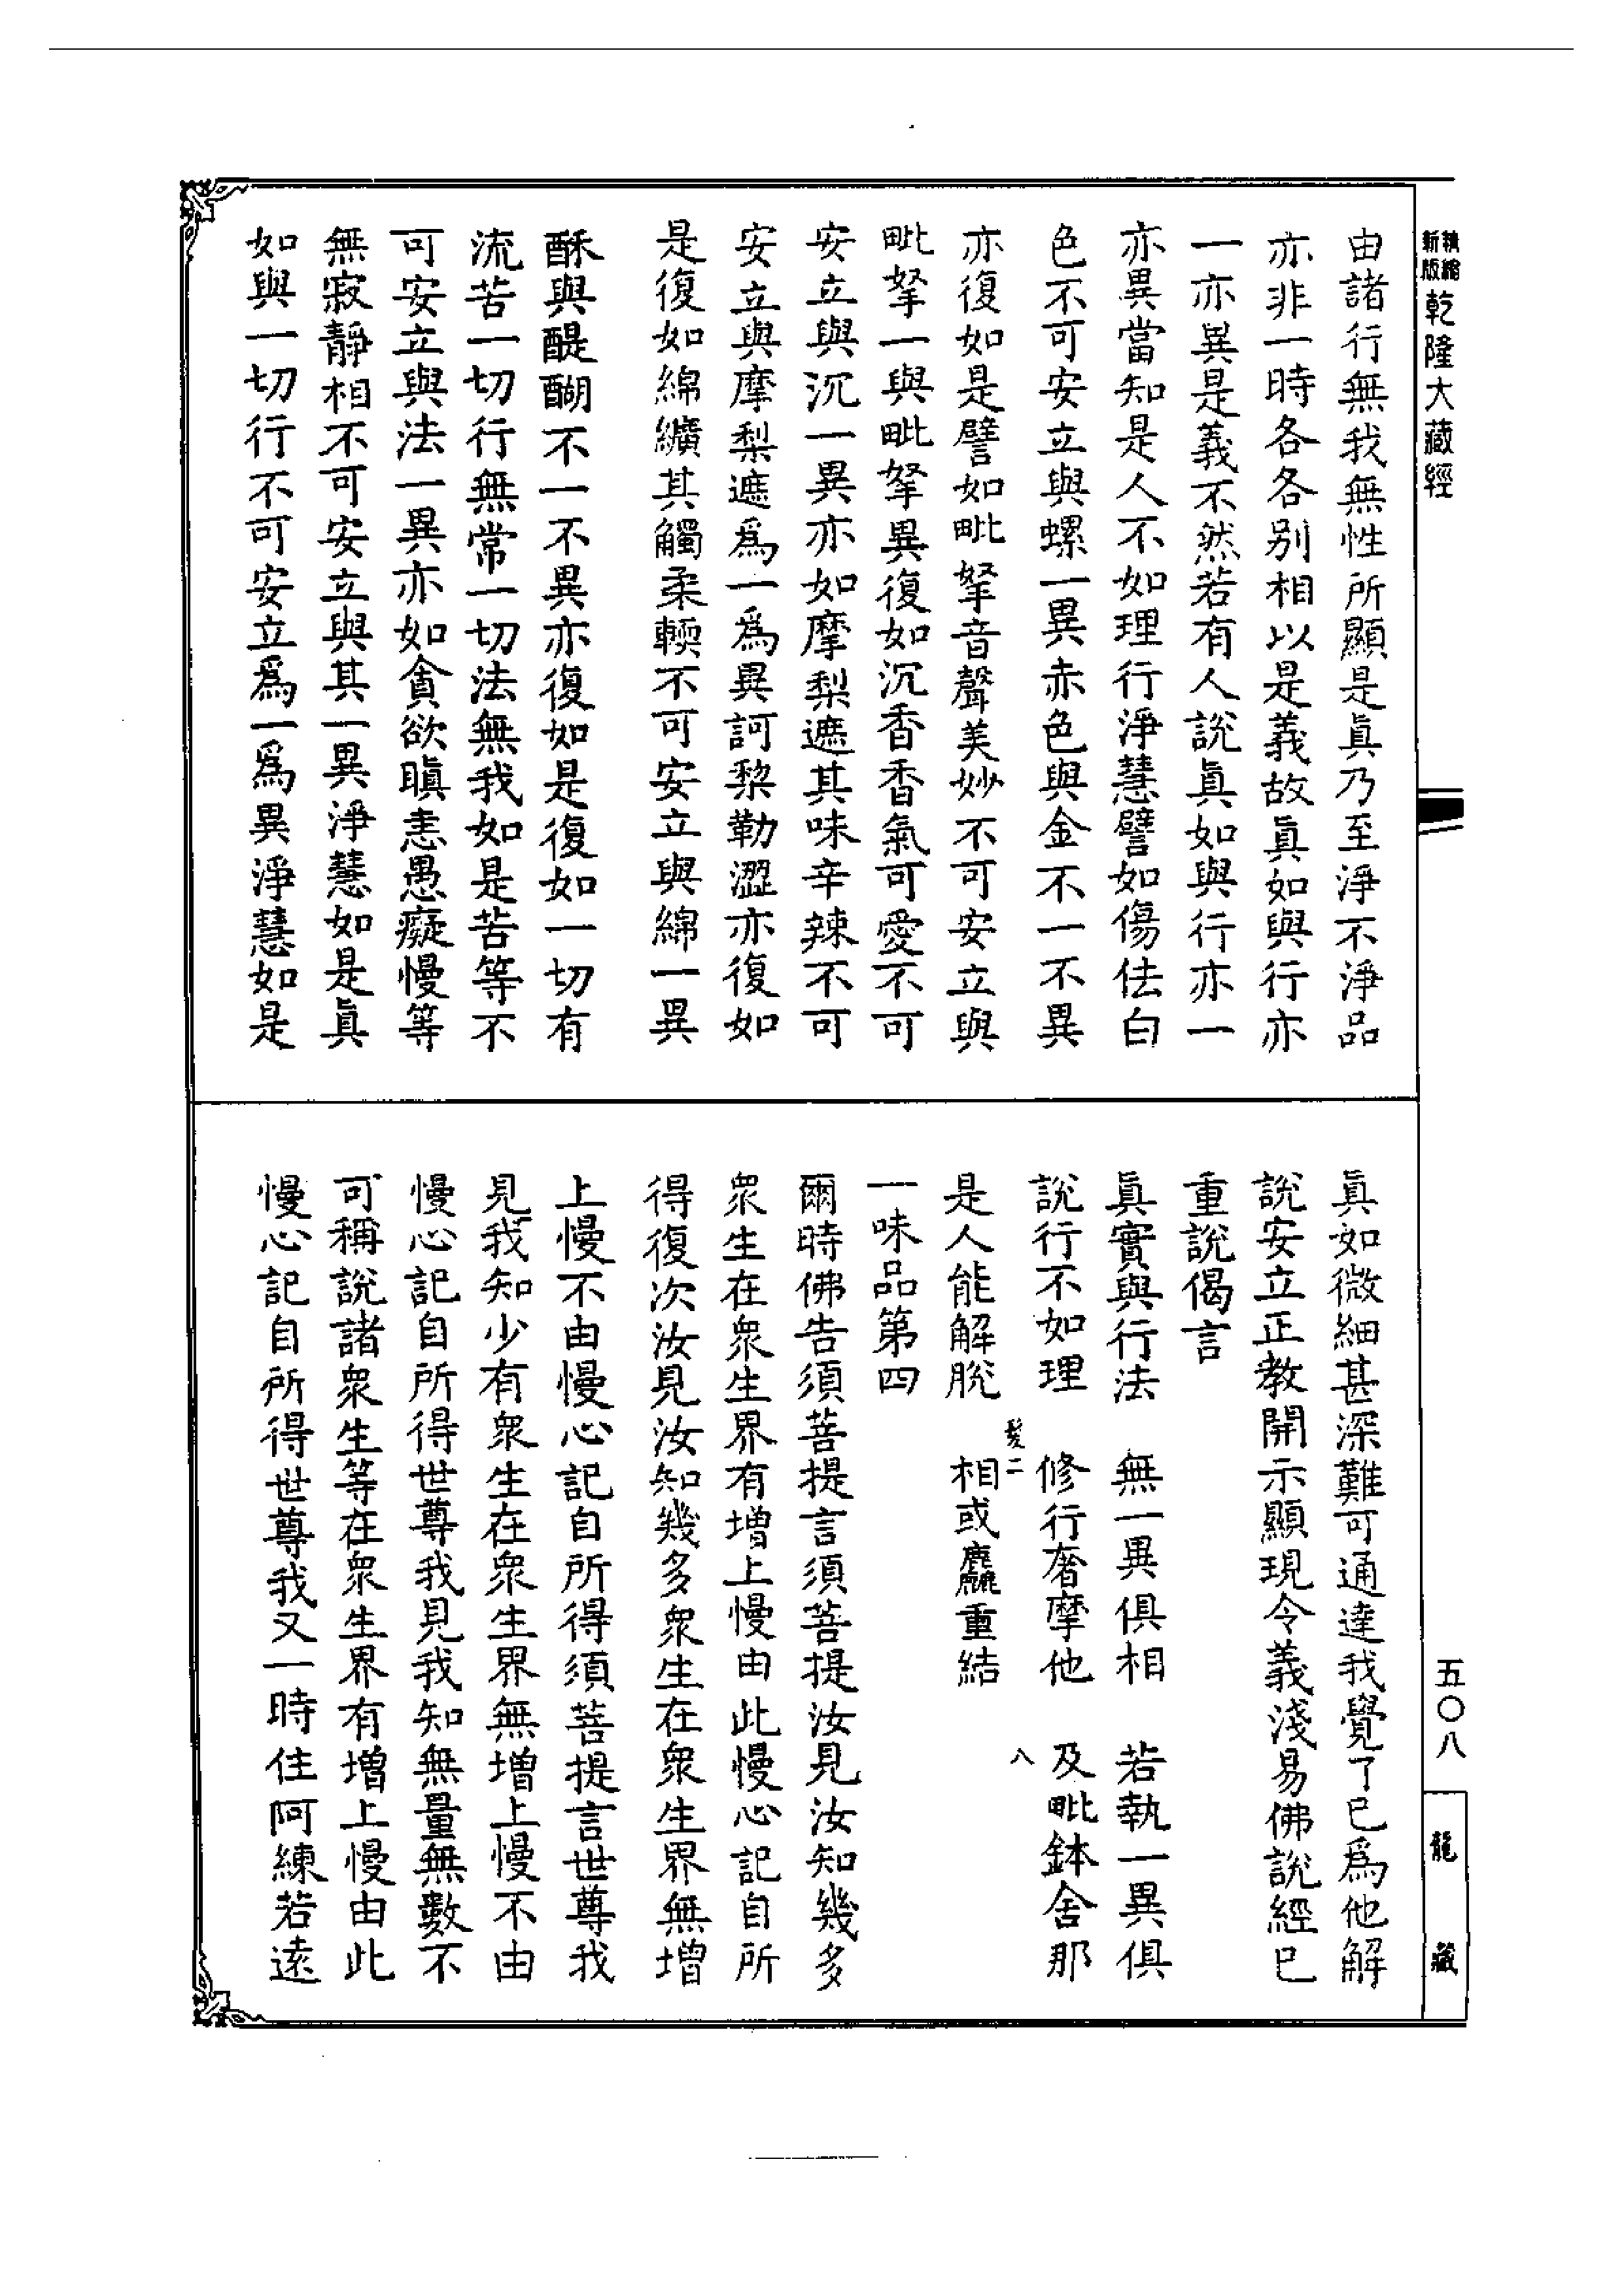 新版精縮乾隆大藏經
由諸行無我無性所顯是眞乃至淨不淨品
亦非一時各各别相以是義故眞如與行亦
一亦異是義不然若有人說眞如與行亦一
亦異當知是人不如理行淨慧譬如傷佉白
色不可安立與螺一異赤色與金不一不異
亦復如是譬如毗拏音聲美妙不可安立與
毗拏一與毗拏異復如沉香香氣可愛不可
安立與沉一異亦如摩梨遮其味辛辣不可
安立與摩梨遮爲一爲異訶黎勒澀亦復如
是復如綿纊其觸柔輭不可安立與綿一異
酥與醍醐不一不異亦復如是復如一切有
流苦一切行無常一切法無我如是苦等不
可安立與法一異亦如貪欲瞋恚愚癡慢等
無寂靜相不可安立與其一異淨慧如是眞
如與一切行不可安立爲一爲異淨慧如是
眞如微細甚深難可通達我覺了已爲他解
說安立正教開示顯現令義淺易佛說經已
重說偈言
眞實與行法　無一異俱相　若執一異俱
說行不如理　修行奢摩他　及毗鉢舍那
髮二　八
是人能解脫　相或麤重結
一味品第四
爾時佛告須菩提言須菩提汝見汝知幾多
衆生在衆生界有增上慢由此慢心記自所
得復次汝見汝知幾多衆生在衆生界無增
上慢不由慢心記自所得須菩提言世尊我
見我知少有衆生在衆生界無增上慢不由
慢心記自所得世尊我見我知無量無數不
可稱說諸衆生等在衆生界有增上慢由此
慢心記自所得世尊我又一時住阿練若遠
五〇八
龍藏